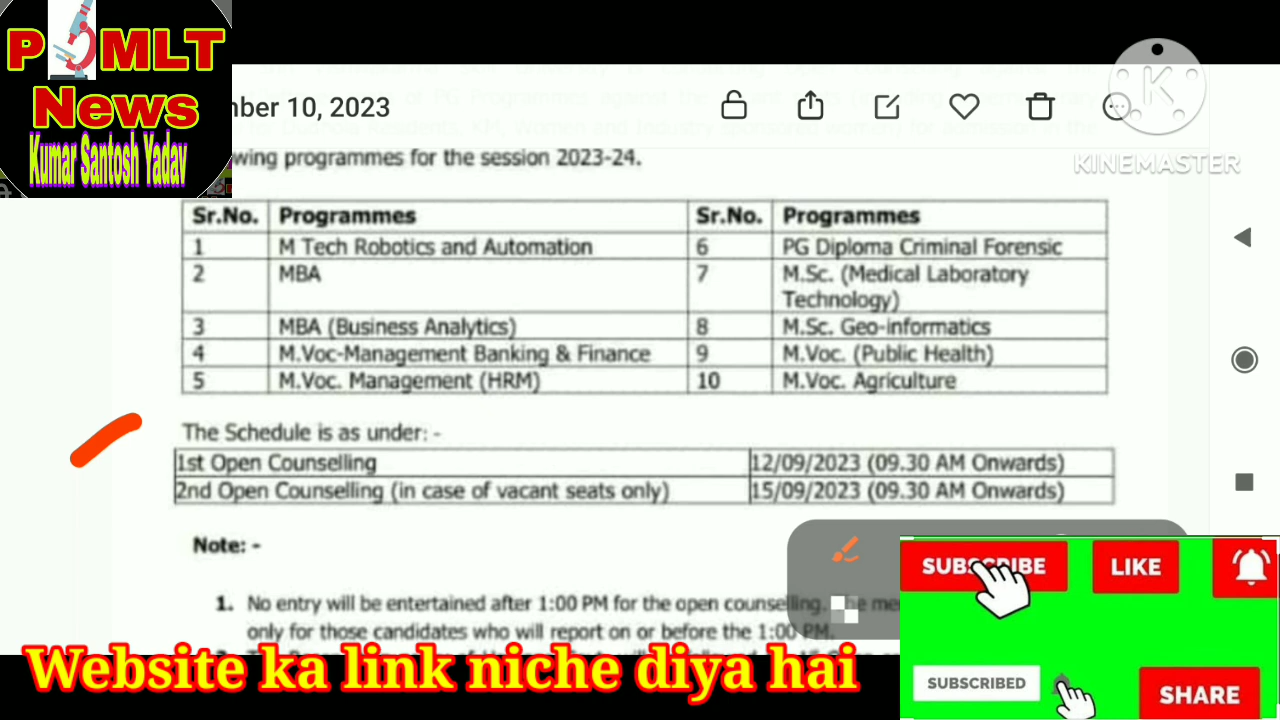 P MLT
News
Kumar Santosh Yadav
mber 10, 2023
KINEMASTER
wing programmes for the session 2023-24.
Sr.No. Programmes Sr.No. Programmes
1 M Tech Robotics and Automation 6 PG Diploma Criminal Forensic
2 MBA 7 M.Sc. (Medical Laboratory
Technology)
3 MBA (Business Analytics) 8 M.Sc. Geo-informatics
4 M.Voc-Management Banking & Finance 9 M.Voc. (Public Health)
5 M.Voc. Management (HRM) 10 M.Voc. Agriculture
The Schedule is as under: -
1st Open Counselling 12/09/2023 (09.30 AM Onwards)
2nd Open Counselling (in case of vacant seats only) 15/09/2023 (09.30 AM Onwards)
Note: -
1. No entry will be entertained after 1:00 PM for the open counselling. The
only for those candidates who will report on or before the 1:00 PM.
Website ka link niche diya hai
SUBSCRIBE LIKE
SUBSCRIBED SHARE